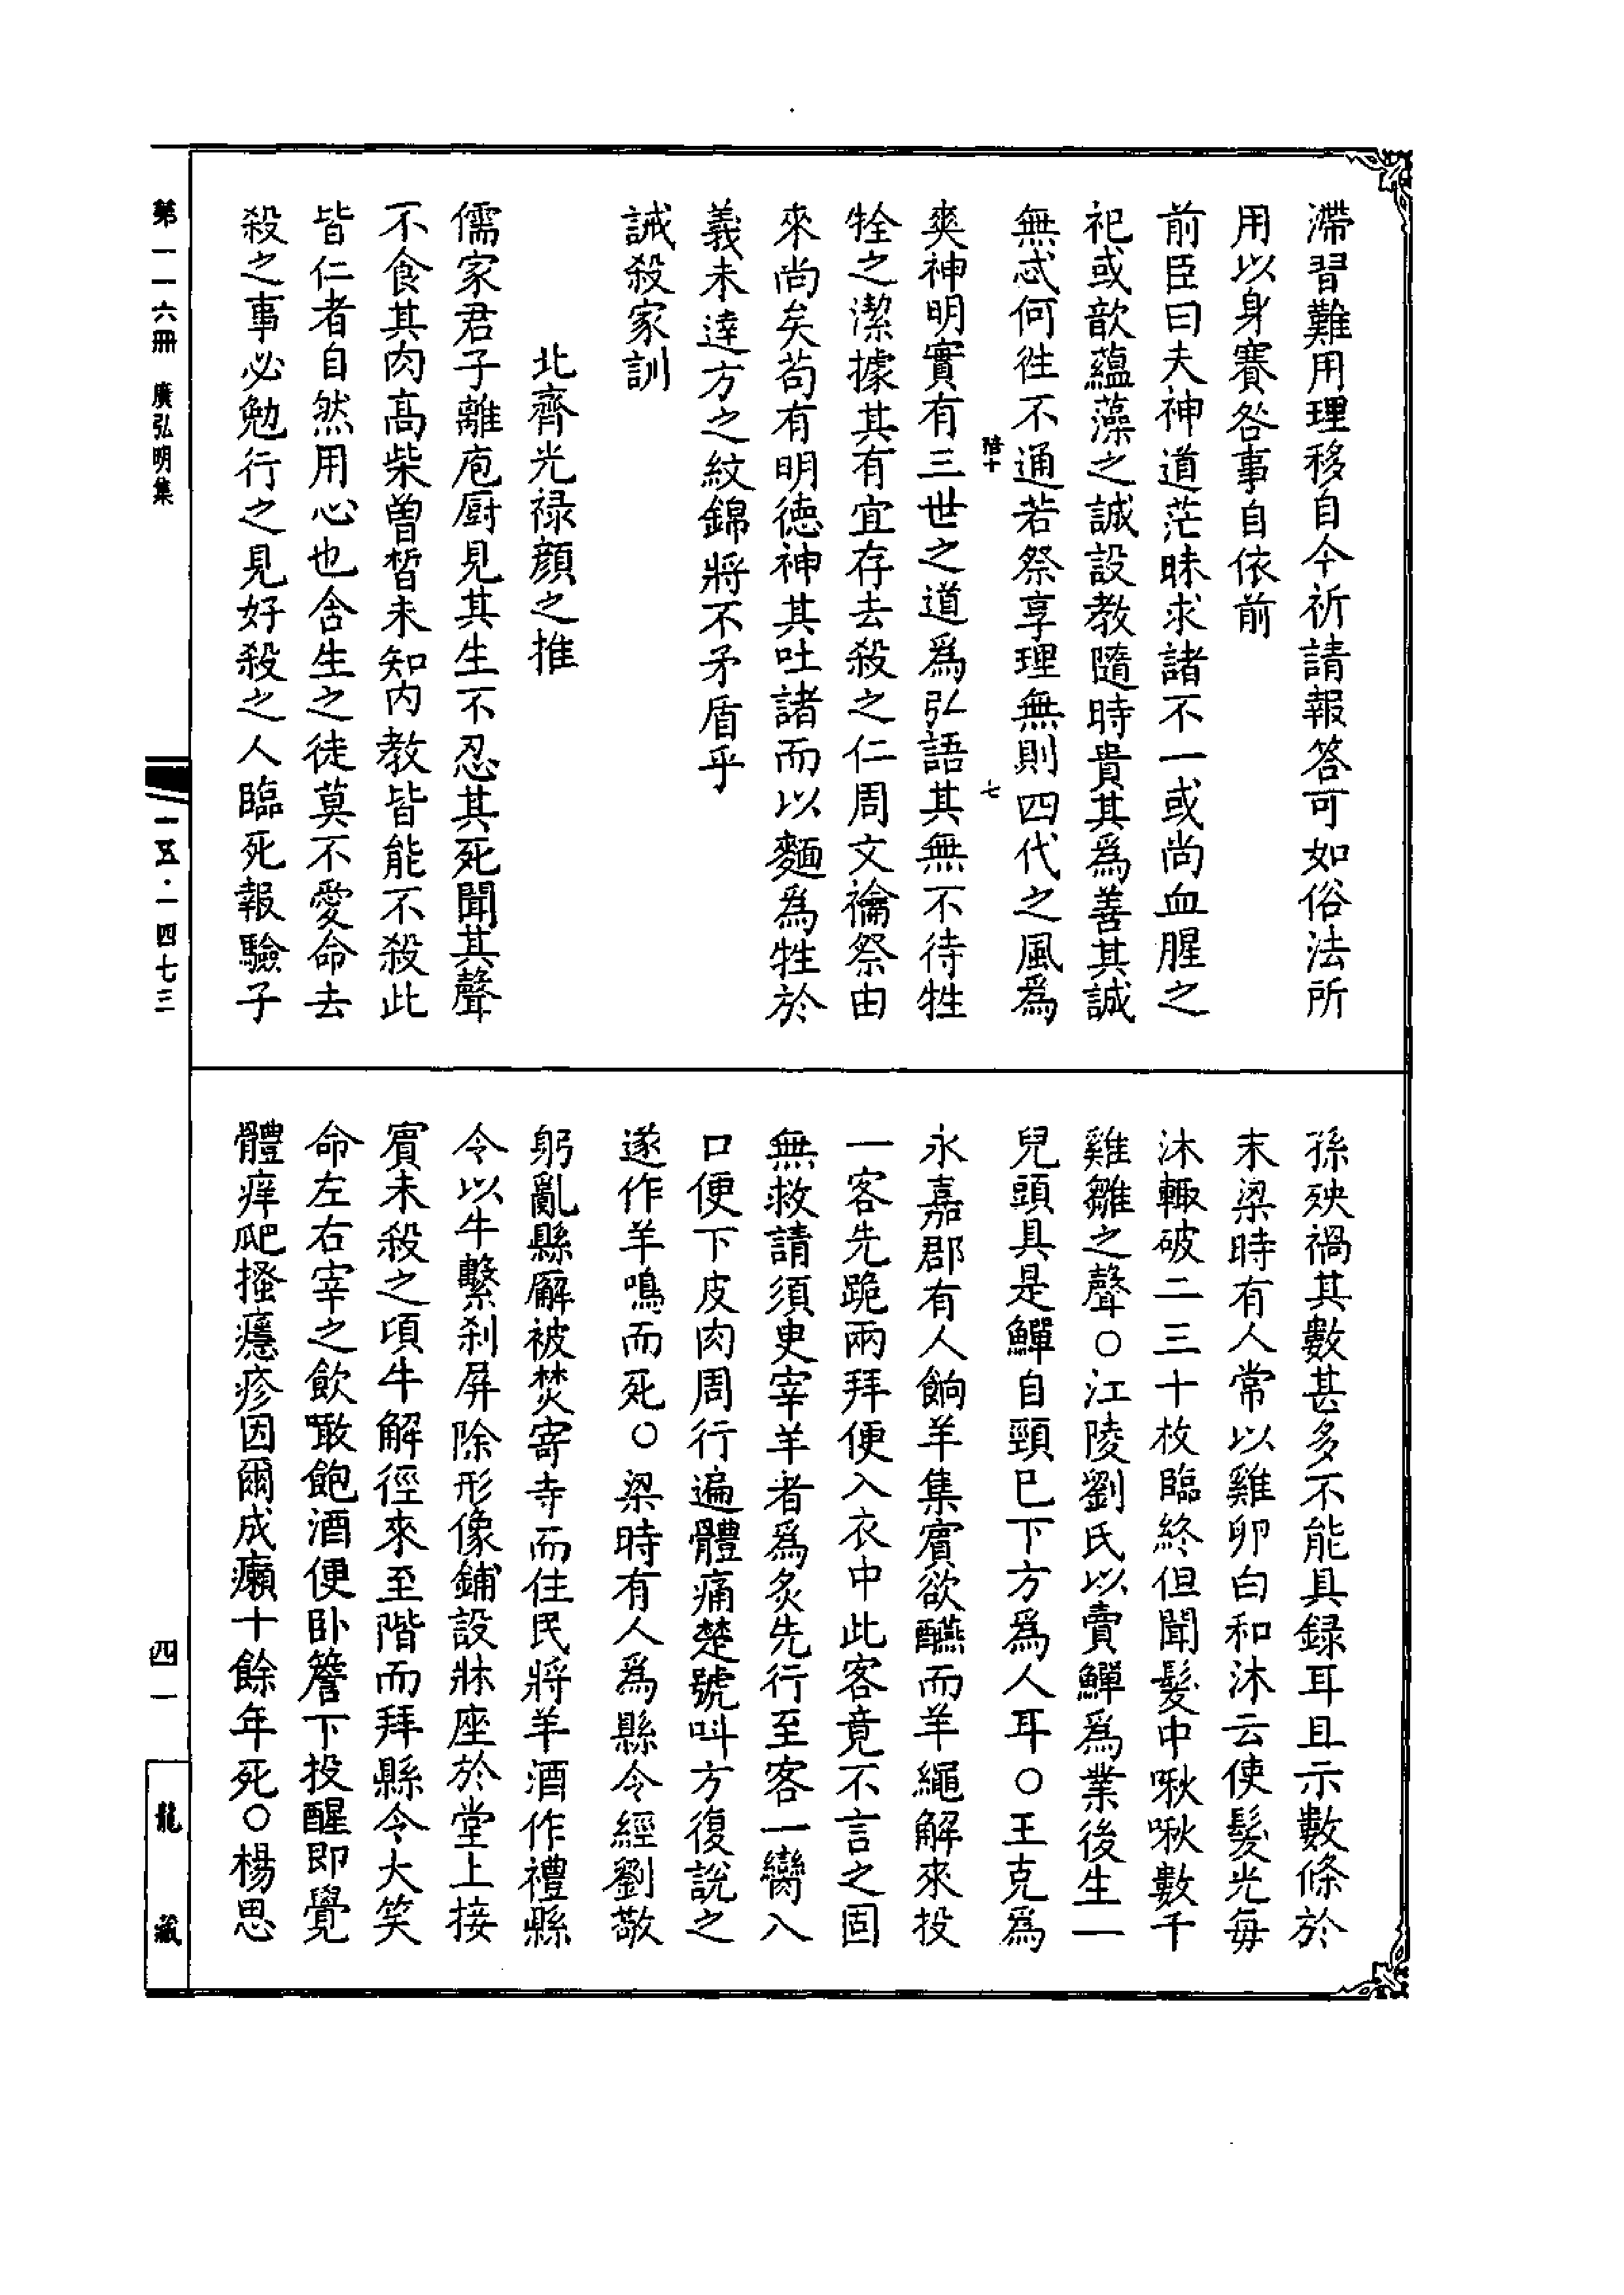 滯習難用理移自今祈請報答可如俗法所
用以身賽咎事自依前
前臣曰夫神道茫昧求諸不一或尚血腥之
祀或歆蘊藻之誠設教隨時貴其爲善其誠
無忒何徃不通若祭享理無則四代之風爲
陪十
七
爽神明實有三世之道爲弘語其無不待牲
牷之潔據其有宜存去殺之仁周文禴祭由
來尚矣苟有明德神其吐諸而以麵爲牲於
義未達方之紋錦將不矛盾乎
誡殺家訓
北齊光禄顔之推
儒家君子離庖厨見其生不忍其死聞其聲
不食其肉高柴曾晳未知内教皆能不殺此
皆仁者自然用心也含生之徒莫不愛命去
殺之事必勉行之見好殺之人臨死報驗子
孫殃禍其數甚多不能具録耳且示數條於
末梁時有人常以雞卵白和沐云使髮光每
沐輙破二三十枚臨終但聞髮中啾啾數千
雞雛之聲○江陵劉氏以賣鱓爲業後生一
兒頭具是鱓自頸已下方爲人耳○王克爲
永嘉郡有人餉羊集賓欲醼而羊繩解來投
一客先跪兩拜便入衣中此客竟不言之固
無救請須吏宰羊者爲炙先行至客一臠入
口便下皮肉周行遍體痛楚號叫方復説之
遂作羊鳴而死○梁時有人爲縣令經劉敬
躬亂縣廨被焚寄寺而住民將羊酒作禮縣
令以牛繫刹屏除形像鋪設牀座於堂上接
賓未殺之頃牛解徑來至階而拜縣令大笑
命左右宰之飲噉飽酒便卧簷下投醒即覺
體痒爬搔癮疹因爾成癩十餘年死○楊思
第一一六冊 廣弘明集
一五·一四七三
四一
龍藏